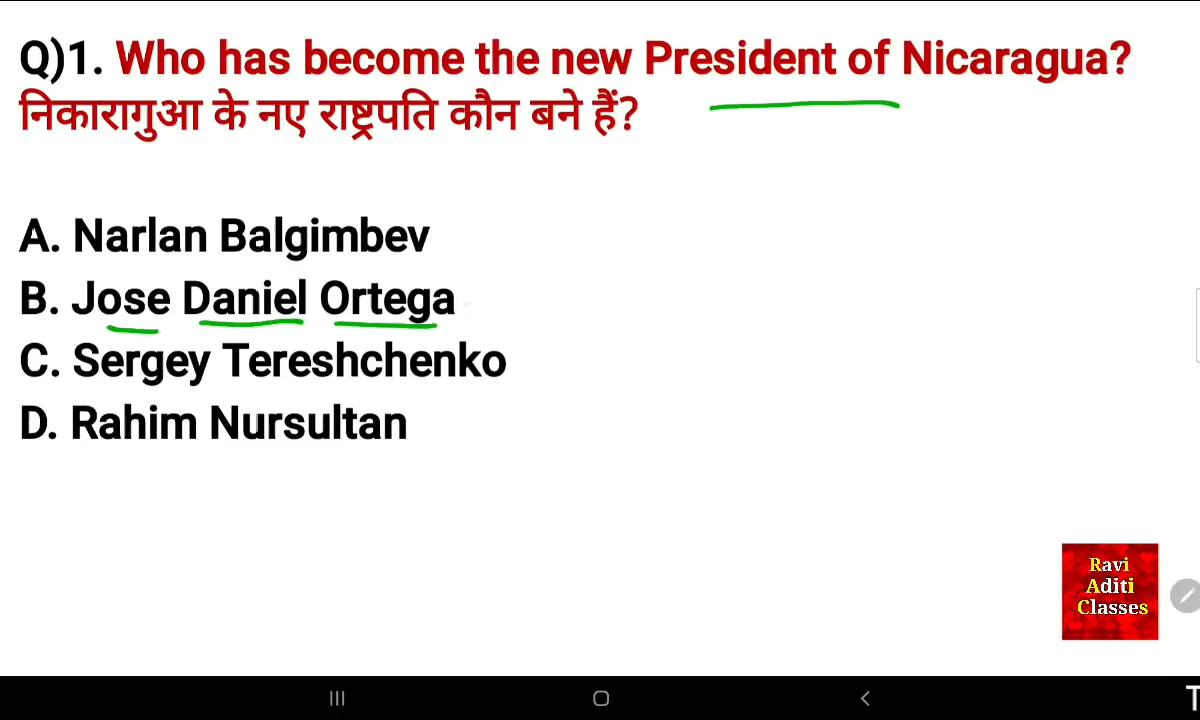 Q)1. Who has become the new President of Nicaragua?
निकारागुआ के नए राष्ट्रपति कौन बने हैं?
A. Narlan Balgimbev
B. Jose Daniel Ortega
C. Sergey Tereshchenko
D. Rahim Nursultan
Ravi
Aditi
Classes
T